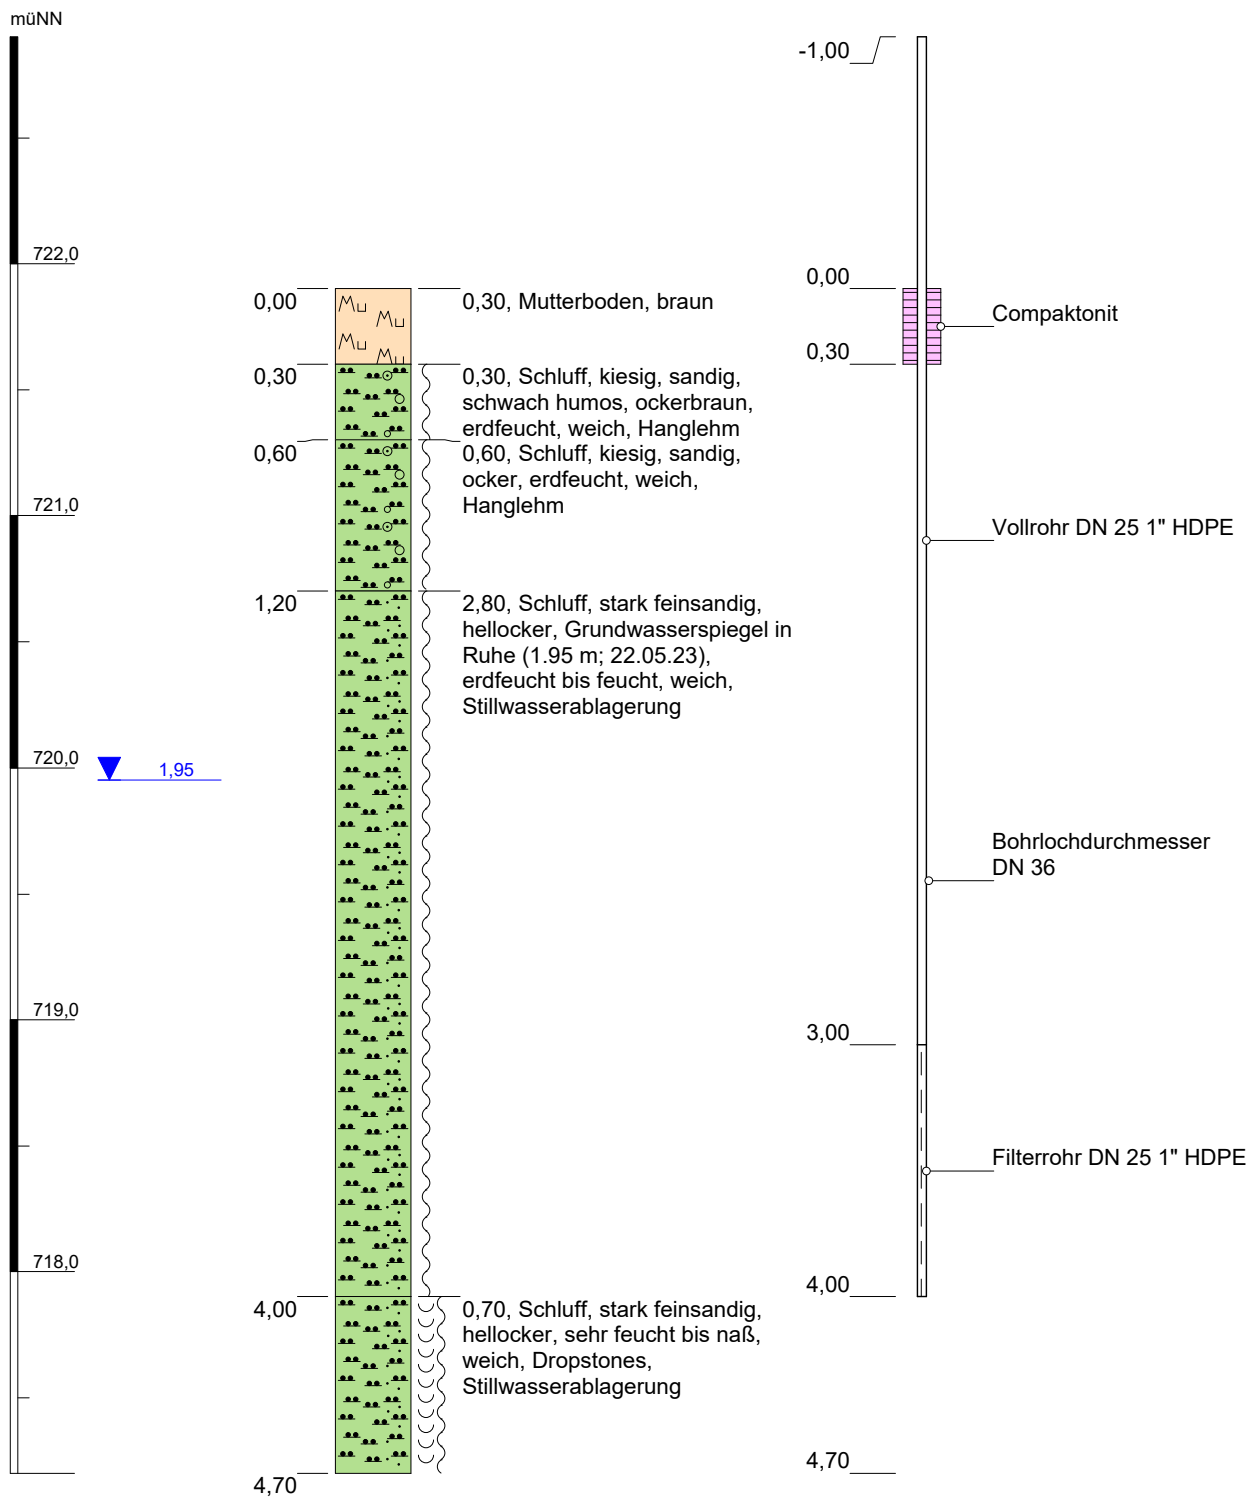 müNN
722,0
721,0
720,0
719,0
718,0
1,95
0,00
0,30
0,60
1,20
4,00
4,70
Mu
Mu
Mu
Mu
0,30, Mutterboden, braun
0,30, Schluff, kiesig, sandig,
schwach humos, ockerbraun,
erdfeucht, weich, Hanglehm
0,60, Schluff, kiesig, sandig,
ocker, erdfeucht, weich,
Hanglehm
2,80, Schluff, stark feinsandig,
hellocker, Grundwasserspiegel in
Ruhe (1.95 m; 22.05.23),
erdfeucht bis feucht, weich,
Stillwasserablagerung
0,70, Schluff, stark feinsandig,
hellocker, sehr feucht bis naß,
weich, Dropstones,
Stillwasserablagerung
-1,00
0,00
0,30
3,00
4,00
4,70
Compaktonit
Vollrohr DN 25 1" HDPE
Bohrlochdurchmesser
DN 36
Filterrohr DN 25 1" HDPE